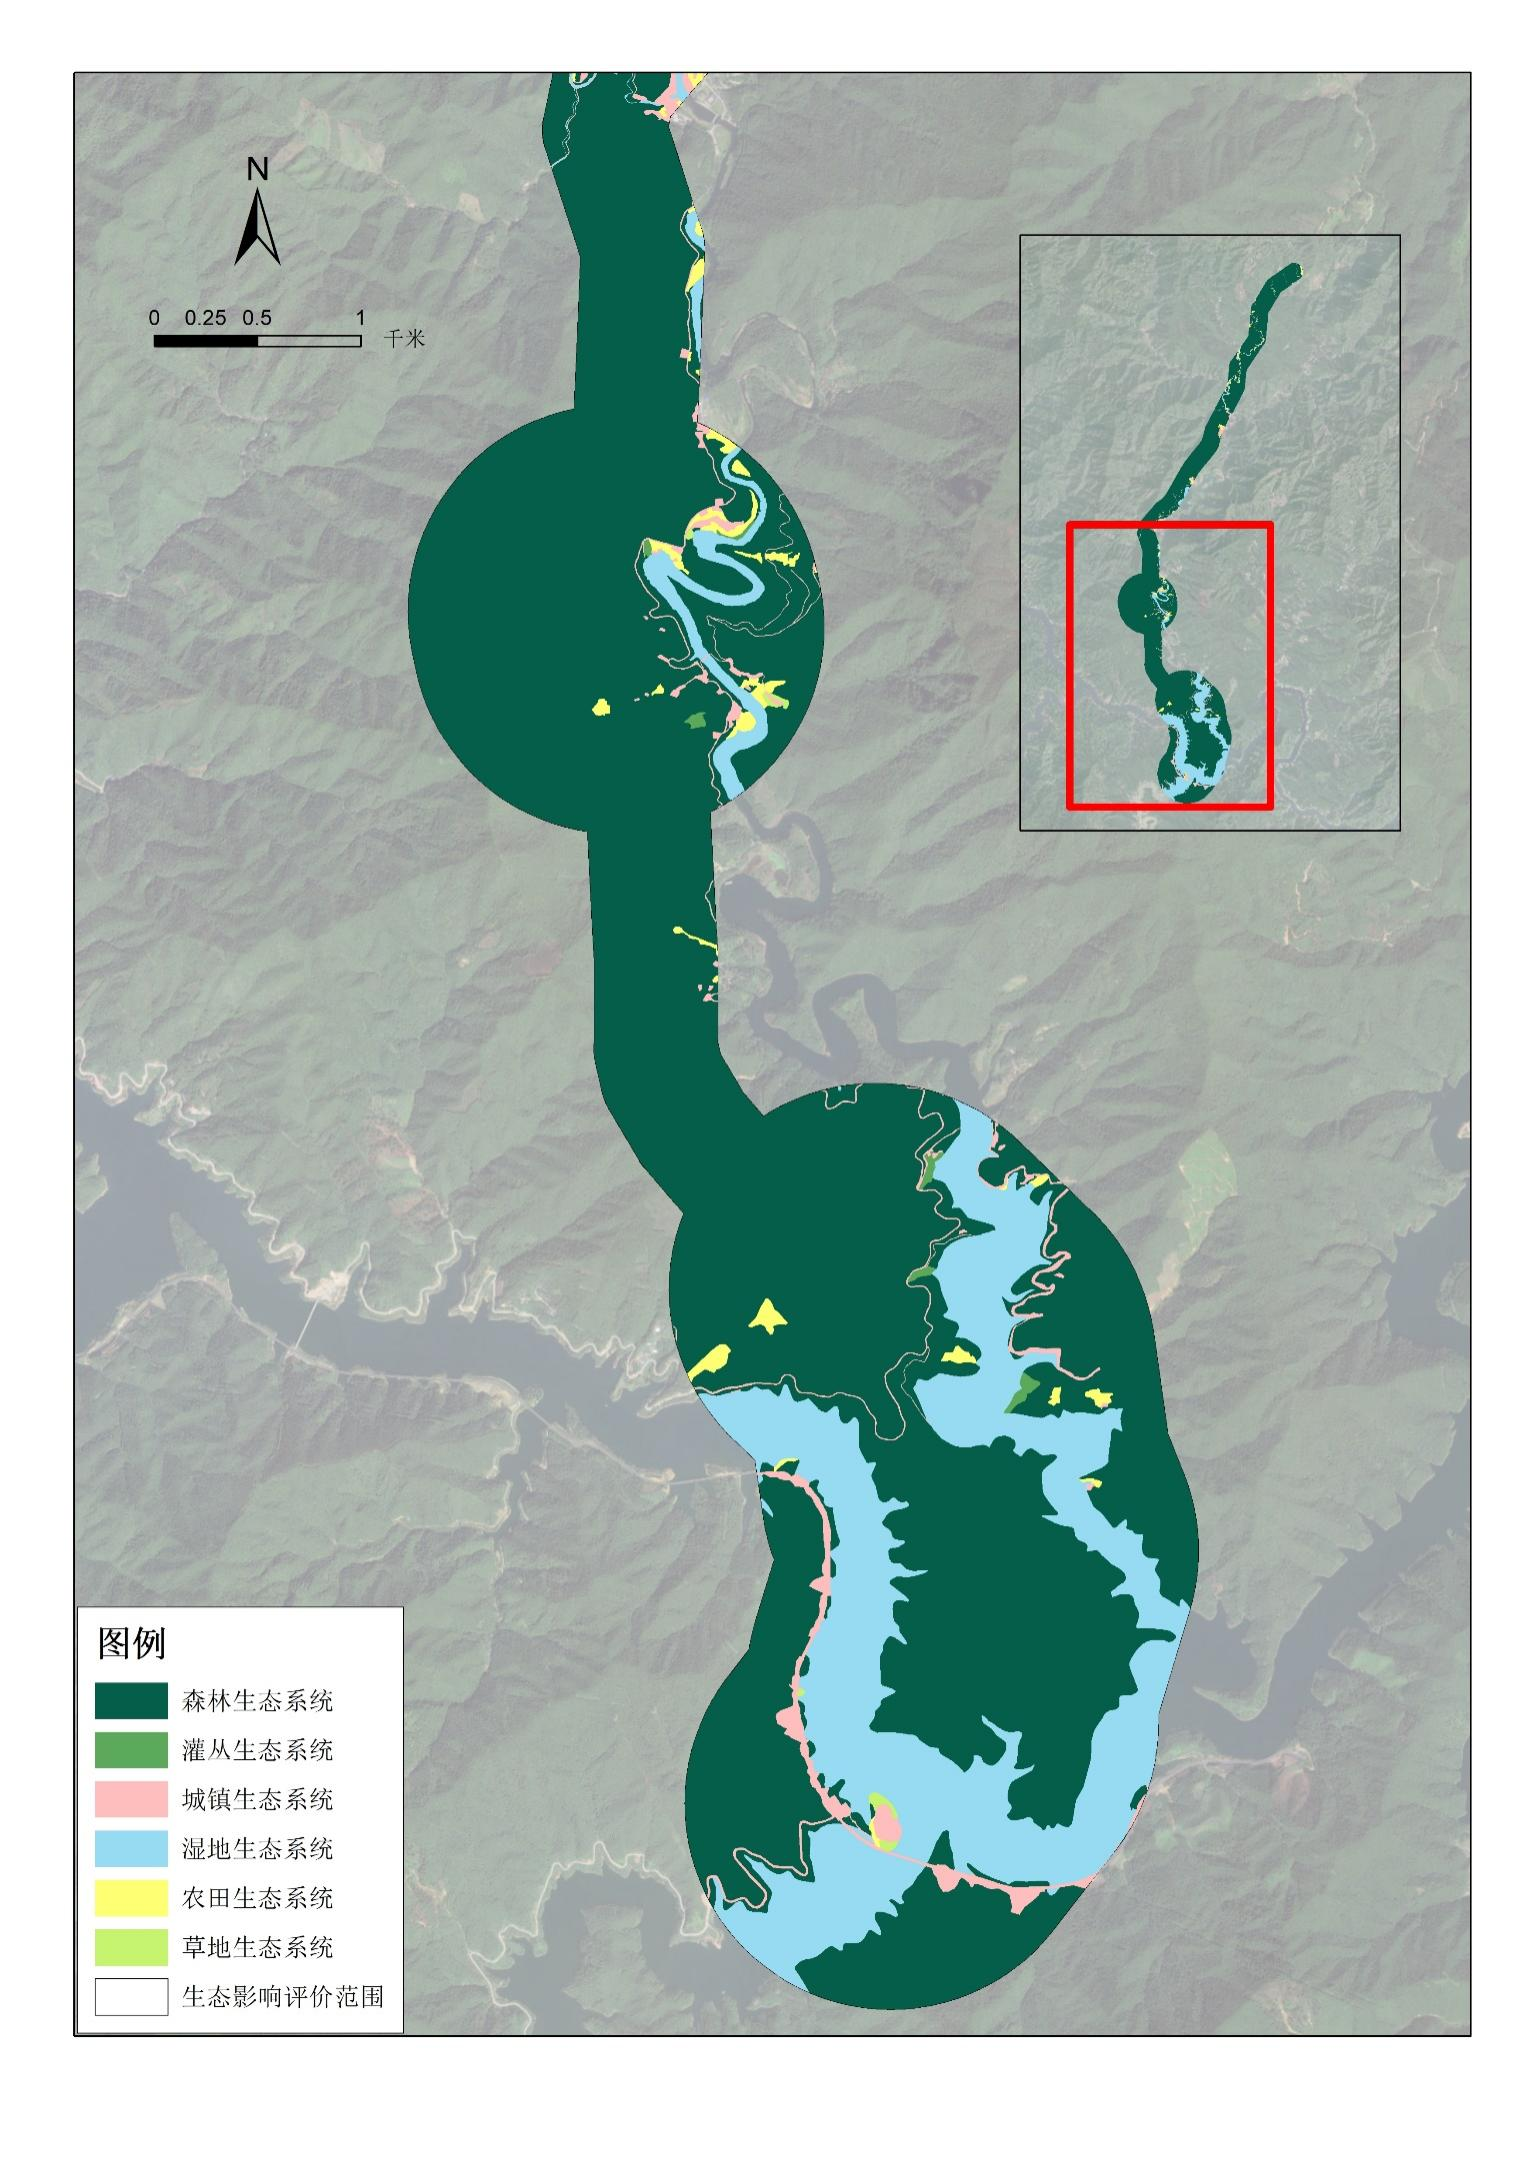 N
0 0.25 0.5 1
千米
图例
森林生态系统
灌丛生态系统
城镇生态系统
湿地生态系统
农田生态系统
草地生态系统
生态影响评价范围